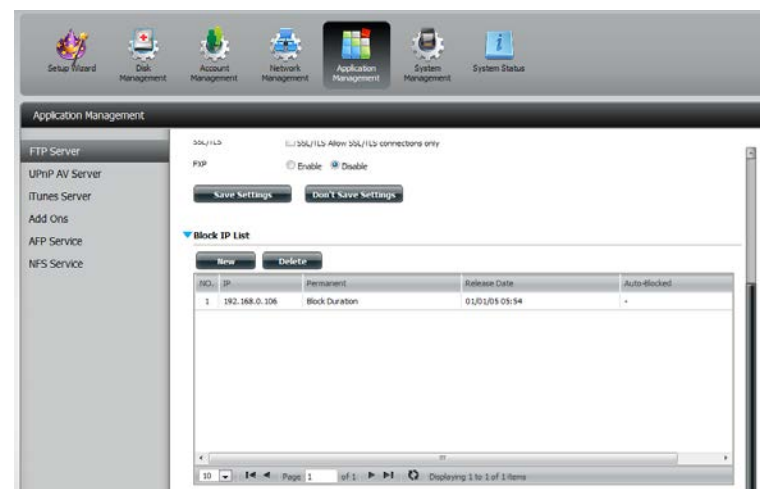 Setup Wizard
Disk Management
Account Management
Network Management
Application Management
System Management
System Status
Application Management
FTP Server
UPnP AV Server
iTunes Server
Add Ons
AFP Service
NFS Service
SSL/TLS SSL/TLS Allow SSL/TLS connections only
FXP Enable Disable
Save Settings Don't Save Settings
Block IP List
New Delete
NO. IP Permanent Release Date Auto-Blocked
1 192.168.0.106 Block Duration 01/01/05 05:54 -
10 Page 1 of 1 Displaying 1 to 1 of 1 items